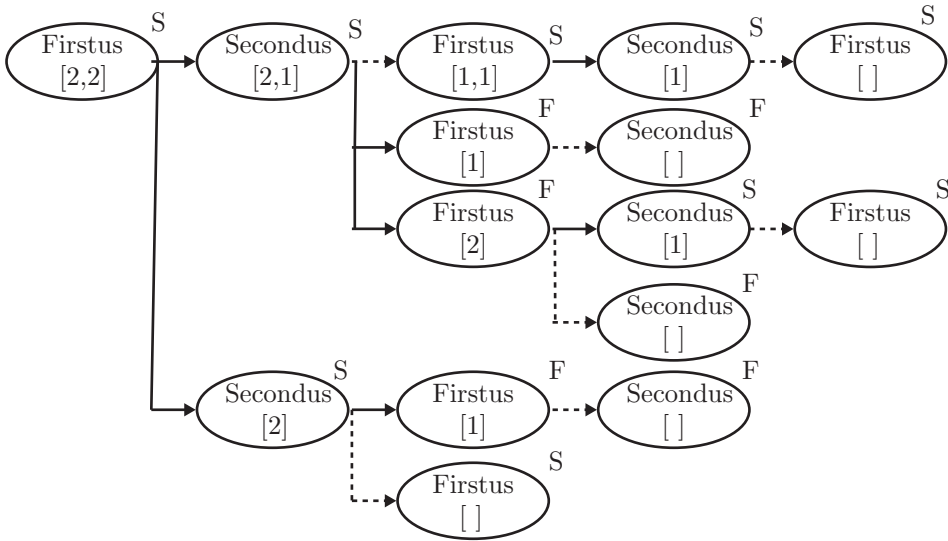 S
Firstus
[2,2]
S
Secondus
[2,1]
S
Firstus
[1,1]
S
Secondus
[1]
S
Firstus
[ ]
F
Firstus
[1]
F
Secondus
[ ]
F
Firstus
[2]
S
Secondus
[1]
S
Firstus
[ ]
F
Secondus
[ ]
S
Secondus
[2]
F
Firstus
[1]
F
Secondus
[ ]
S
Firstus
[ ]